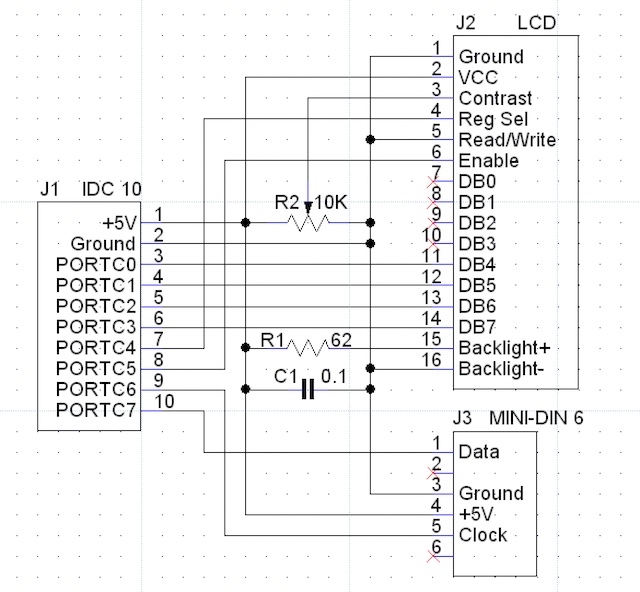 J2 LCD
1 Ground
2 VCC
3 Contrast
4 Reg Sel
5 Read/Write
6 Enable
7 DB0
8 DB1
9 DB2
10 DB3
11 DB4
12 DB5
13 DB6
14 DB7
15 Backlight+
16 Backlight-
J1 IDC 10
+5V 1
Ground 2
PORTC0 3
PORTC1 4
PORTC2 5
PORTC3 6
PORTC4 7
PORTC5 8
PORTC6 9
PORTC7 10
R2 10K
R1 62
C1 0.1
J3 MINI-DIN 6
1 Data
2
3 Ground
4 +5V
5 Clock
6